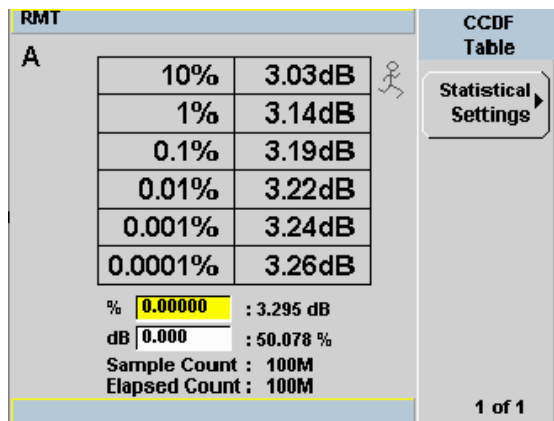 RMT
CCDF
Table
A
10% 3.03dB
1% 3.14dB
0.1% 3.19dB
0.01% 3.22dB
0.001% 3.24dB
0.0001% 3.26dB
Statistical
Settings
% 0.00000 : 3.295 dB
dB 0.000 : 50.078 %
Sample Count : 100M
Elapsed Count : 100M
1 of 1